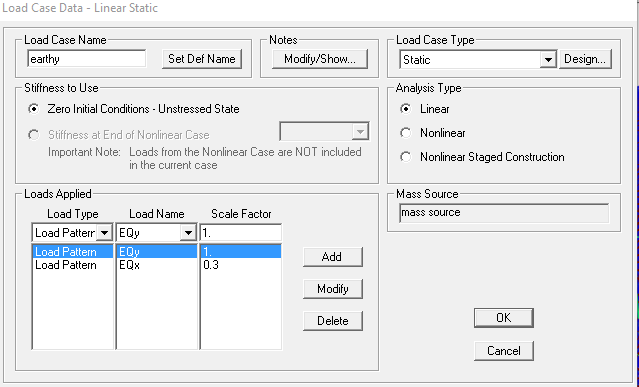 Load Case Data - Linear Static
Load Case Name
Notes
Load Case Type
earthy
Set Def Name
Modify/Show...
Static
Design...
Stiffness to Use
Analysis Type
Zero Initial Conditions - Unstressed State
Linear
Stiffness at End of Nonlinear Case
Nonlinear
Important Note: Loads from the Nonlinear Case are NOT included
in the current case
Nonlinear Staged Construction
Loads Applied
Mass Source
Load Type Load Name Scale Factor
mass source
Load Pattern EQy 1.
Load Pattern EQy 1.
Load Pattern EQx 0.3
Add
Modify
Delete
OK
Cancel